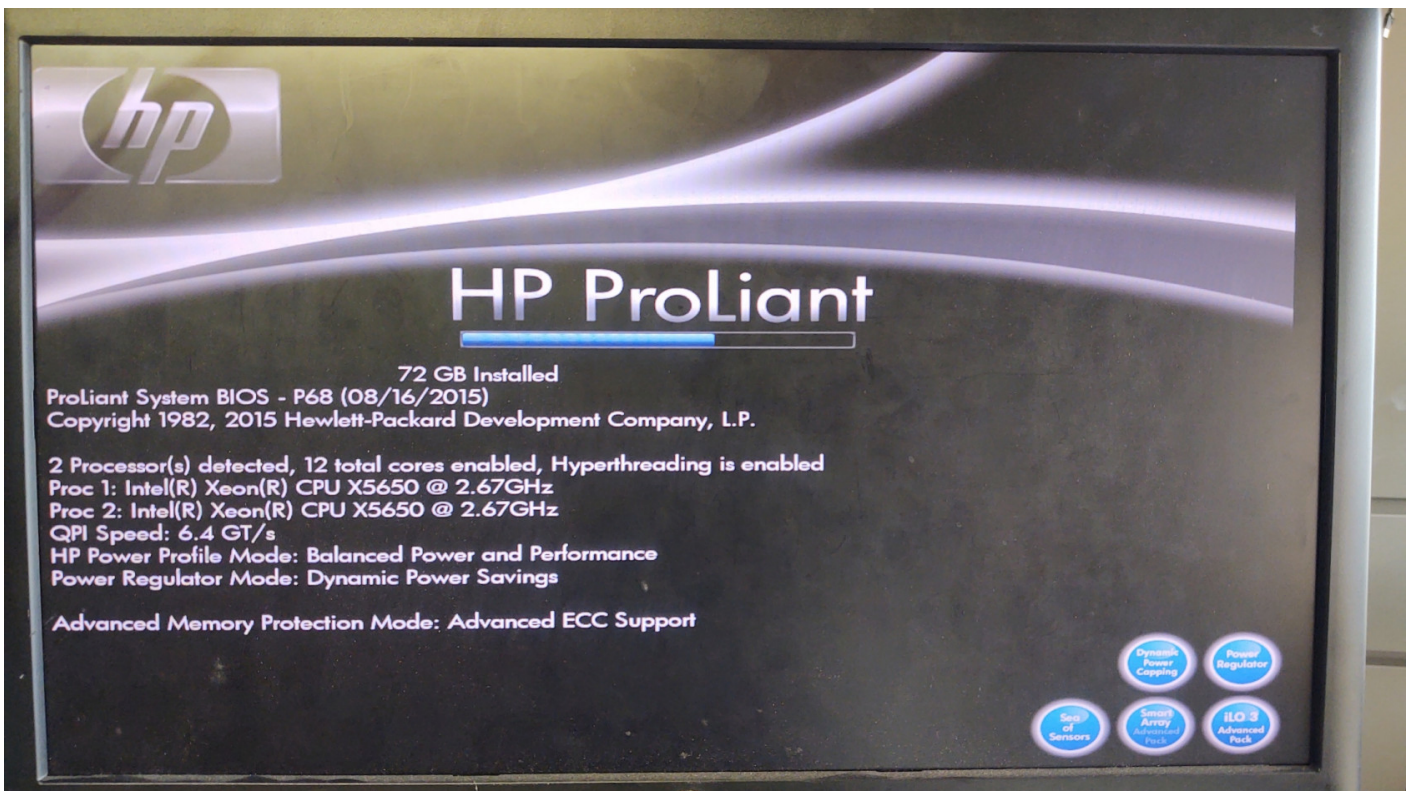 hp
HP ProLiant
72 GB Installed
ProLiant System BIOS - P68 (08/16/2015)
Copyright 1982, 2015 Hewlett-Packard Development Company, L.P.
2 Processor(s) detected, 12 total cores enabled, Hyperthreading is enabled
Proc 1: Intel(R) Xeon(R) CPU X5650 @ 2.67GHz
Proc 2: Intel(R) Xeon(R) CPU X5650 @ 2.67GHz
QPI Speed: 6.4 GT/s
HP Power Profile Mode: Balanced Power and Performance
Power Regulator Mode: Dynamic Power Savings
Advanced Memory Protection Mode: Advanced ECC Support
Dynamic
Power
Capping
Power
Regulator
Sea
of
Sensors
Smart
Array
Advanced
Pack
iLO 3
Advanced
Pack